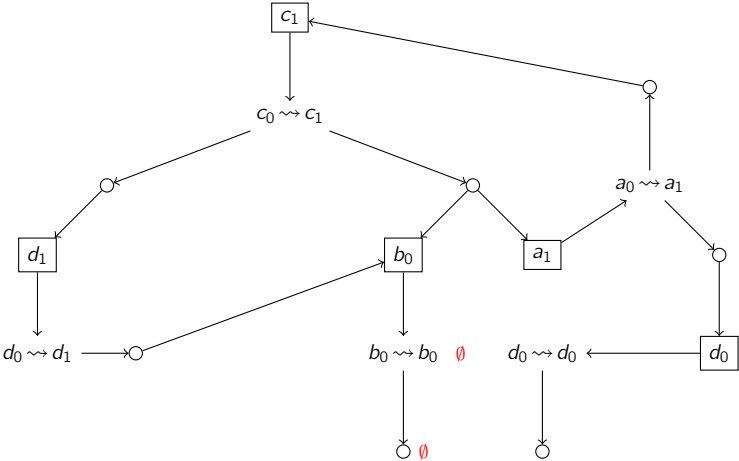 c₁
c₀ ⇝ c₁
a₀ ⇝ a₁
d₁
b₀
a₁
d₀ ⇝ d₁
b₀ ⇝ b₀ ∅
d₀ ⇝ d₀
d₀
∅